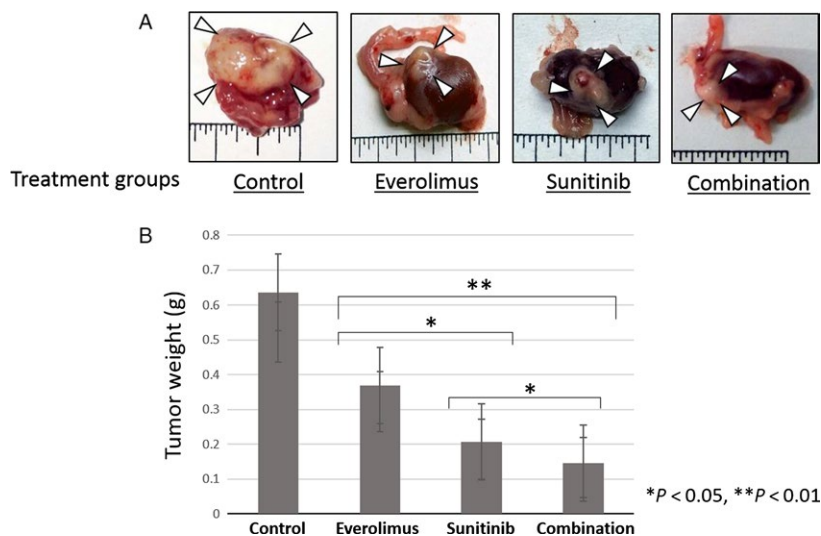 A
Treatment groups
Control
Everolimus
Sunitinib
Combination
B
Tumor weight (g)
0.8
0.7
0.6
0.5
0.4
0.3
0.2
0.1
0
**
*
*
Control
Everolimus
Sunitinib
Combination
*P < 0.05, **P < 0.01